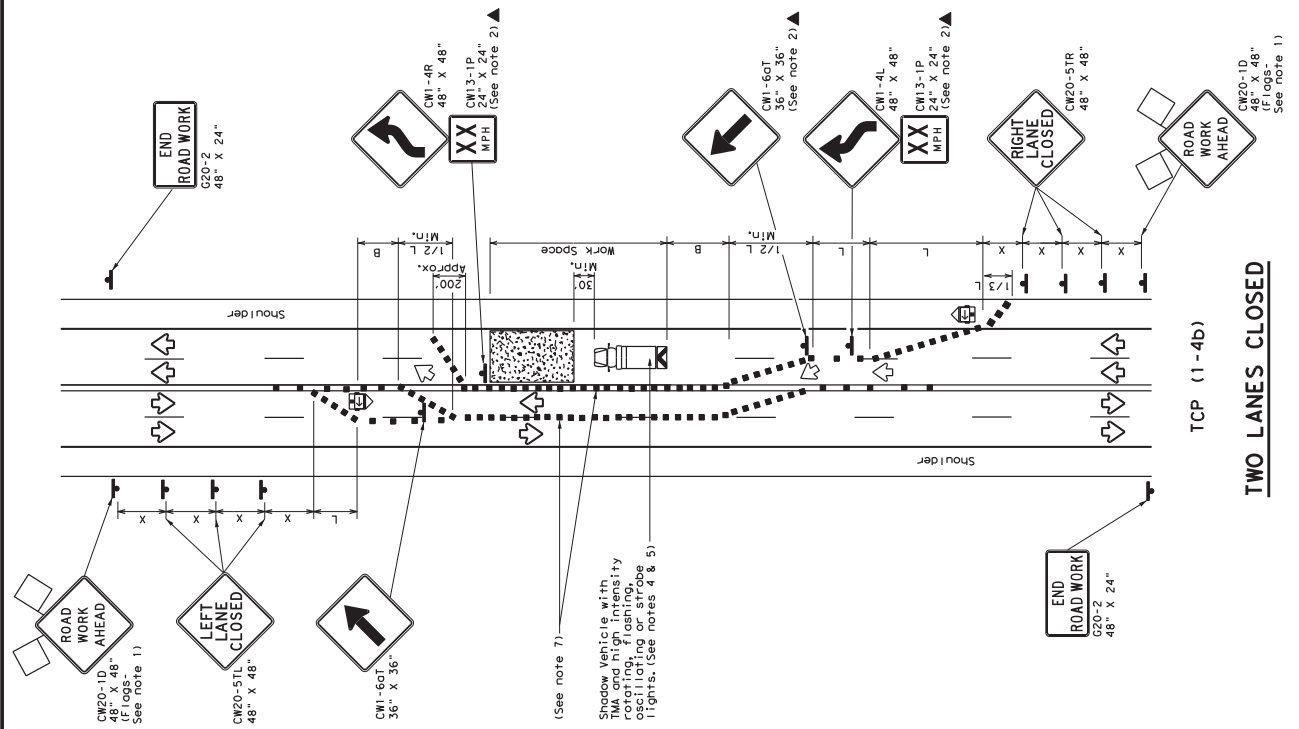 END
ROAD WORK
G20-2
48" X 24"
CW1-4R
48" X 48"
XX
MPH
CW13-1P
24" X 24"
(See note 2)
CW1-6aT
36" X 36"
(See note 2)
CW1-4L
48" X 48"
XX
MPH
CW13-1P
24" X 24"
(See note 2)
RIGHT
LANE
CLOSED
CW20-5TR
48" X 48"
ROAD
WORK
AHEAD
CW20-1D
48" X 48"
(Flags-
See note 1)
B
1/2 L
Min.
200'
Approx.
Work Space
30'
Min.
B
1/2 L
Min.
L
L
X
X
X
X
1/3 L
Shoulder
Shoulder
X
X
X
X
L
ROAD
WORK
AHEAD
CW20-1D
48" X 48"
(Flags-
See note 1)
LEFT
LANE
CLOSED
CW20-5TL
48" X 48"
CW1-6aT
36" X 36"
(See note 7)
Shadow Vehicle with
TMA and high intensity
rotating, flashing,
oscillating or strobe
lights. (See notes 4 & 5)
END
ROAD WORK
G20-2
48" X 24"
TCP (1-4b)
TWO LANES CLOSED